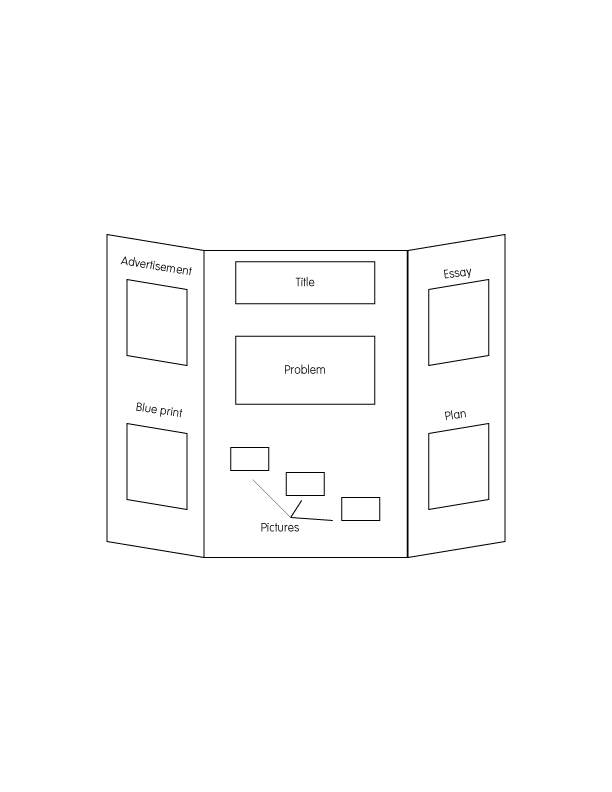 Advertisement
Blue print
Title
Problem
Pictures
Essay
Plan